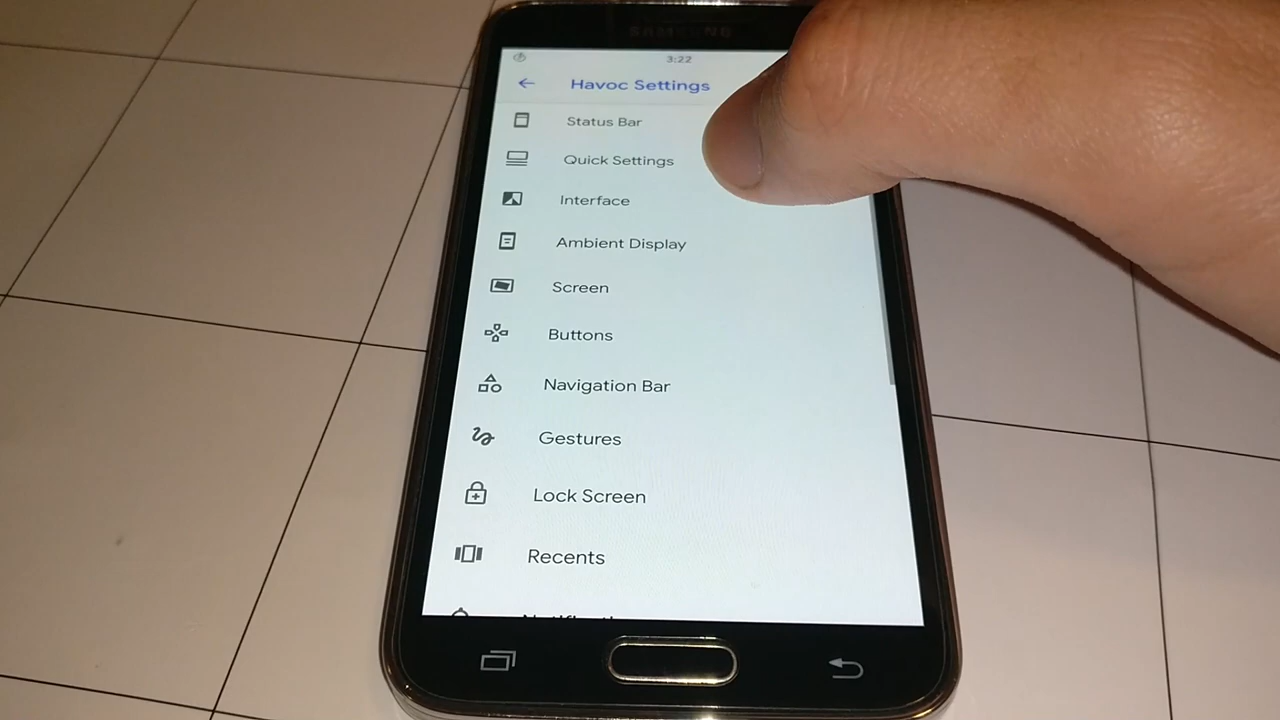 SAMSUNG
3:22
Havoc Settings
Status Bar
Quick Settings
Interface
Ambient Display
Screen
Buttons
Navigation Bar
Gestures
Lock Screen
Recents